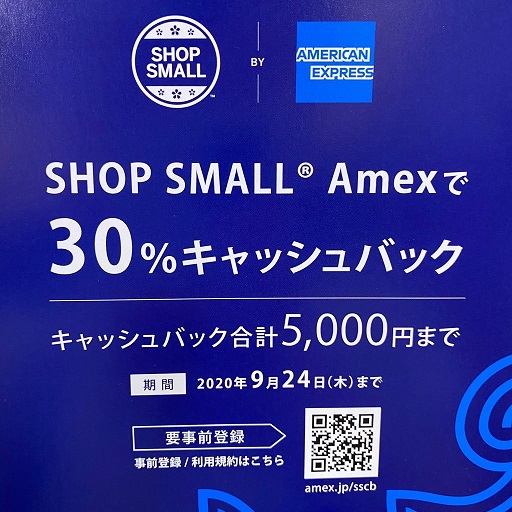 SHOP
SMALL
™
BY
AMERICAN
EXPRESS
SHOP SMALL® Amexで
30%キャッシュバック
キャッシュバック合計5,000円まで
期間 2020年9月24日(木)まで
要事前登録
事前登録/利用規約はこちら
amex.jp/sscb